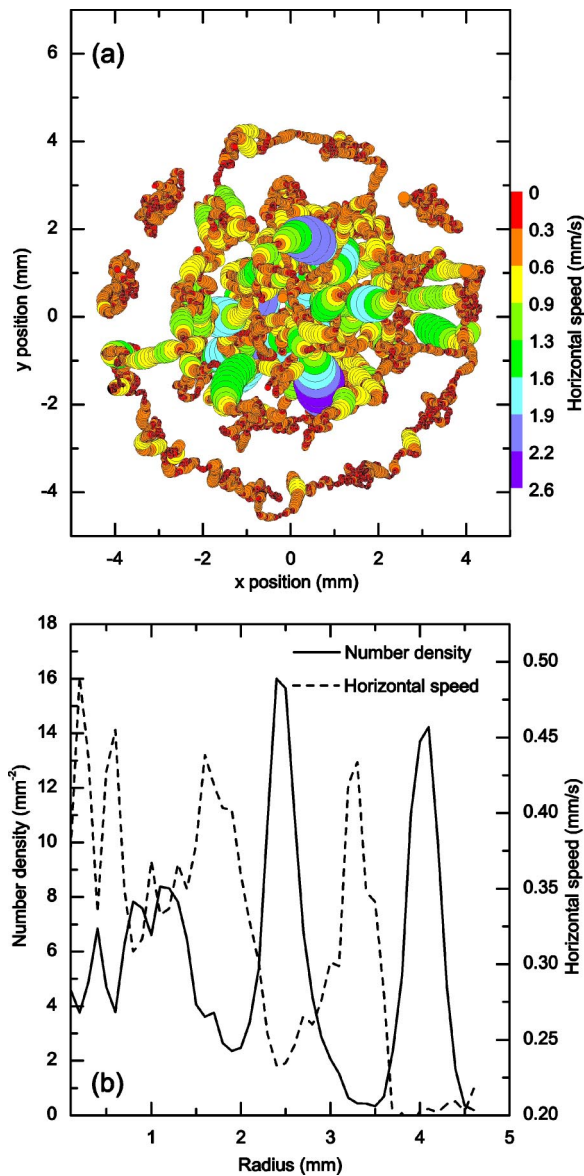 (a)
6
4
2
0
-2
-4
y position (mm)
-4 -2 0 2 4
x position (mm)
0
0.3
0.6
0.9
1.3
1.6
1.9
2.2
2.6
Horizontal speed (mm/s)
18
16
14
12
10
8
6
4
2
0
Number density (mm-2)
Number density
Horizontal speed
0.50
0.45
0.40
0.35
0.30
0.25
0.20
Horizontal speed (mm/s)
(b)
1 2 3 4 5
Radius (mm)